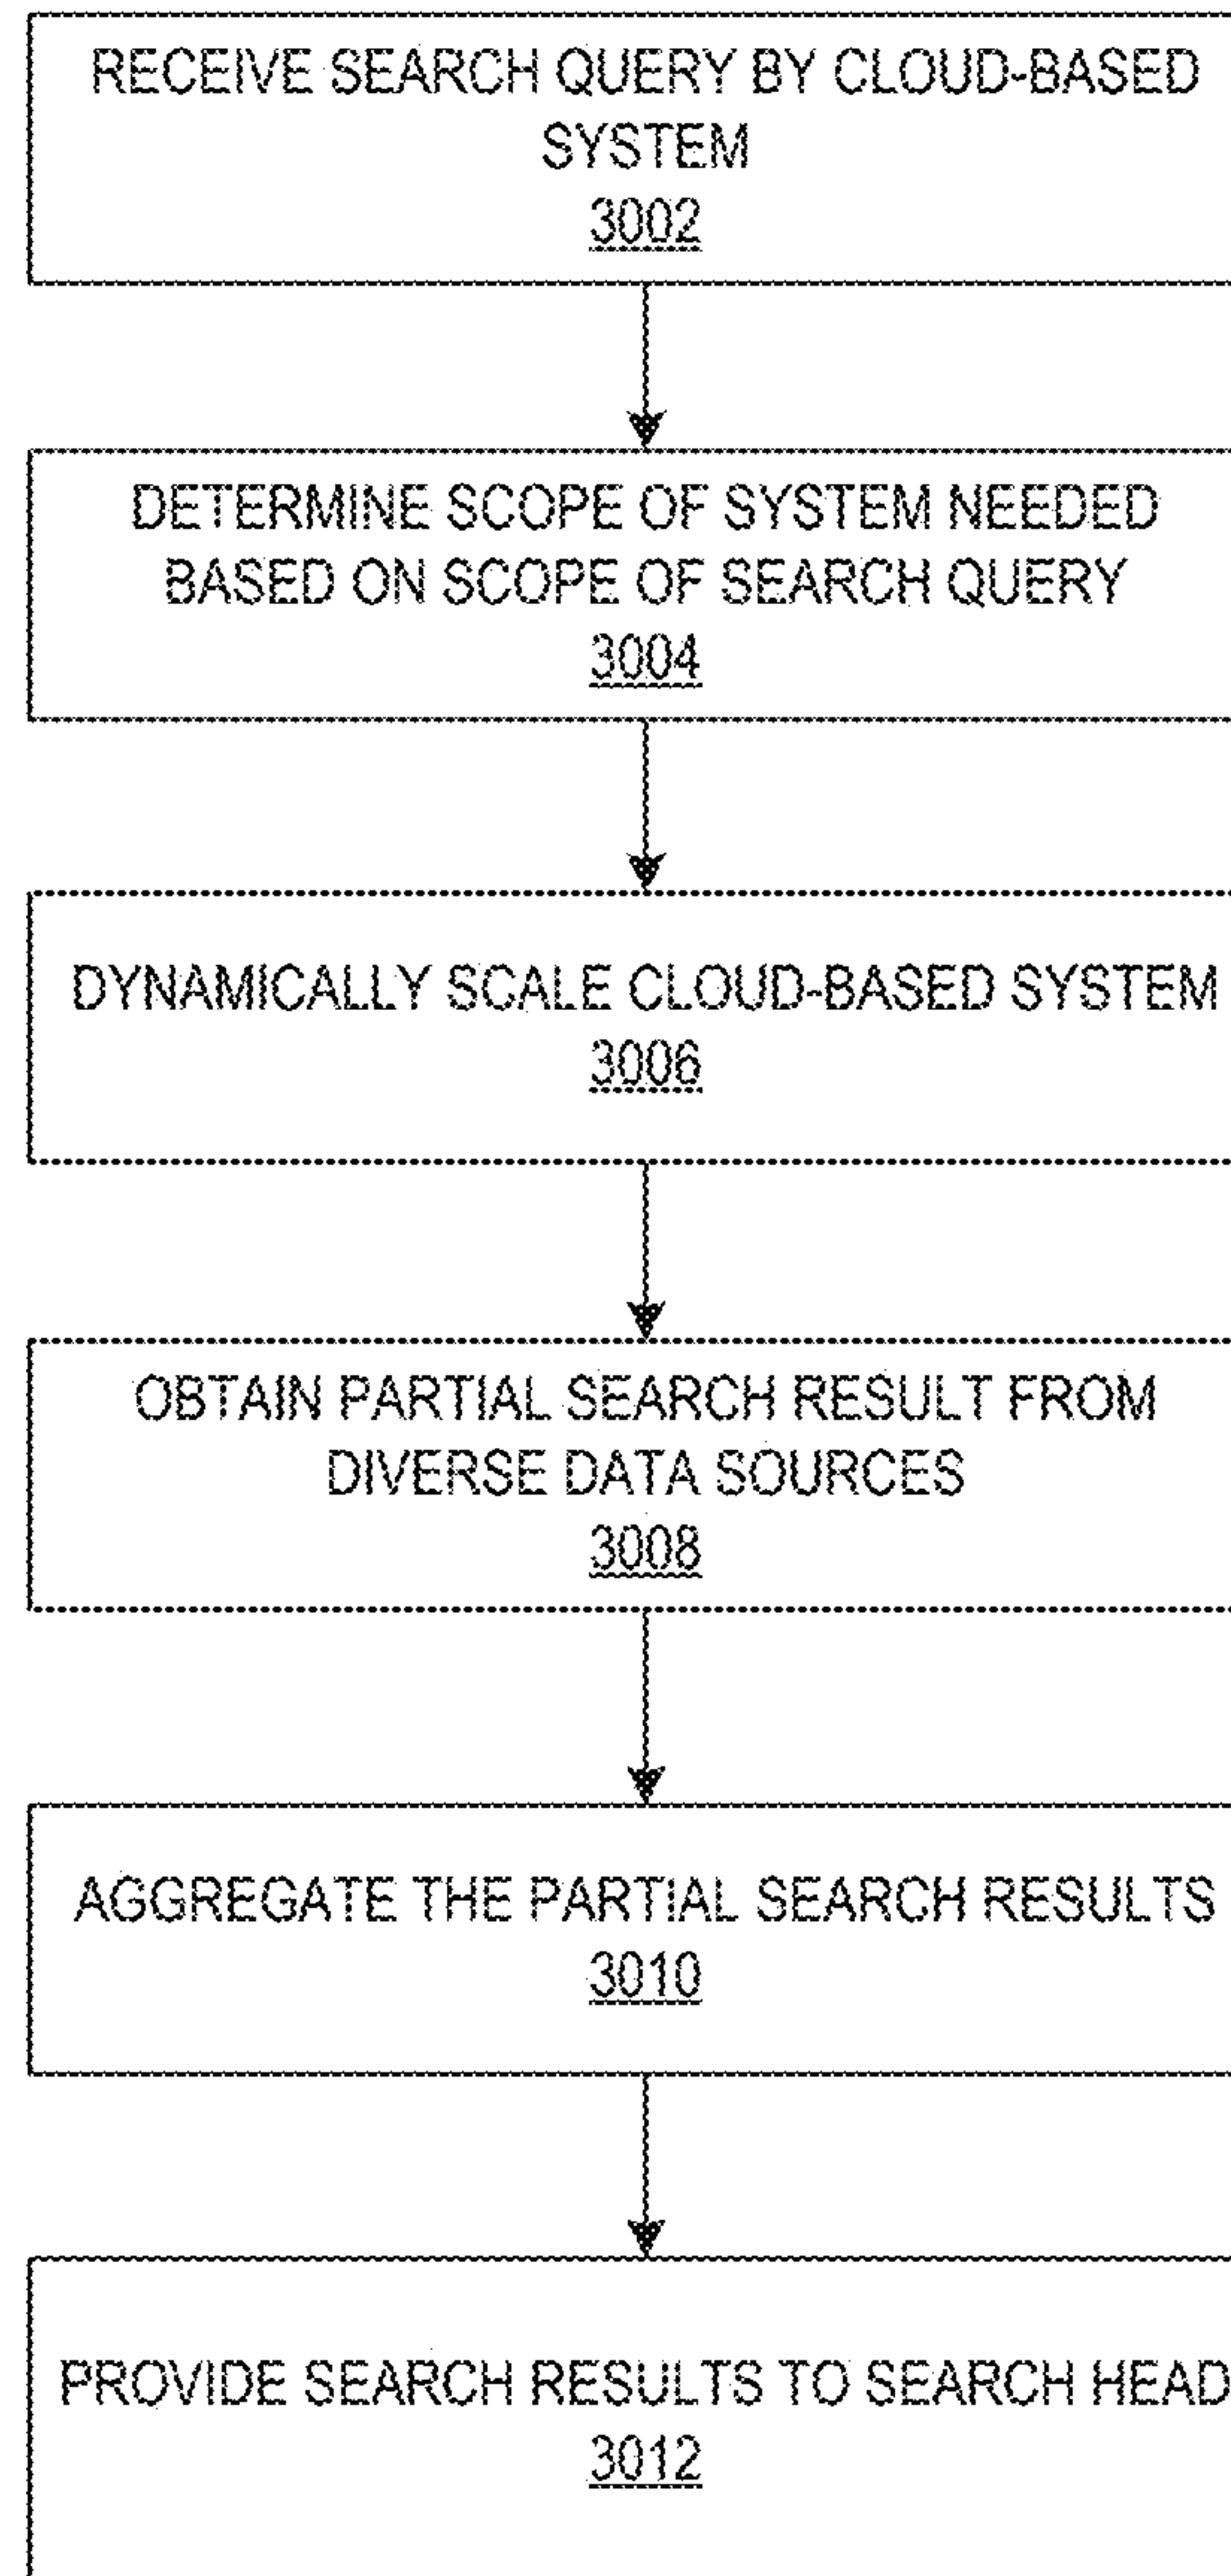 RECEIVE SEARCH QUERY BY CLOUD-BASED
SYSTEM
3002
DETERMINE SCOPE OF SYSTEM NEEDED
BASED ON SCOPE OF SEARCH QUERY
3004
DYNAMICALLY SCALE CLOUD-BASED SYSTEM
3006
OBTAIN PARTIAL SEARCH RESULT FROM
DIVERSE DATA SOURCES
3008
AGGREGATE THE PARTIAL SEARCH RESULTS
3010
PROVIDE SEARCH RESULTS TO SEARCH HEAD
3012